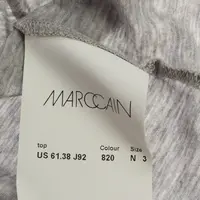 MARCCAIN
top Colour Size
US 61.38 J92 820 N 3